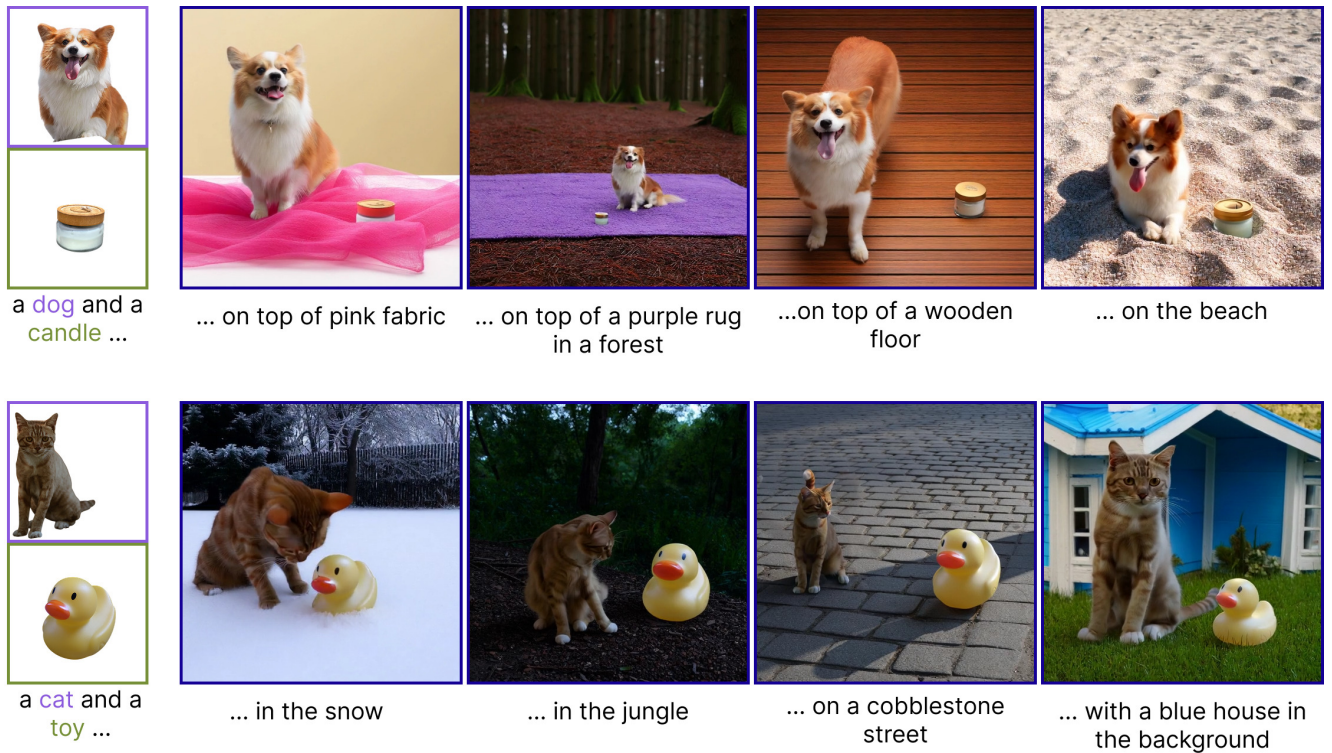 a dog and a
candle ...
... on top of pink fabric
... on top of a purple rug
in a forest
...on top of a wooden
floor
... on the beach
a cat and a
toy ...
... in the snow
... in the jungle
... on a cobblestone
street
... with a blue house in
the background